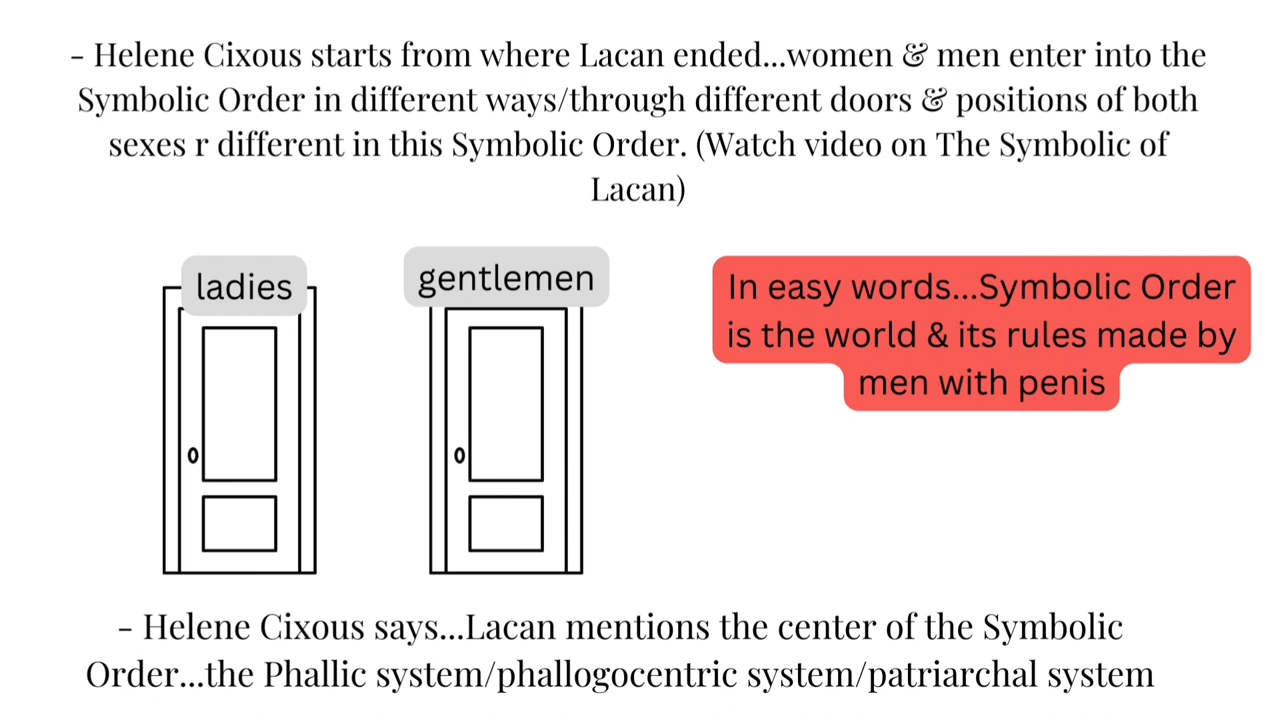 - Helene Cixous starts from where Lacan ended...women & men enter into the
Symbolic Order in different ways/through different doors & positions of both
sexes r different in this Symbolic Order. (Watch video on The Symbolic of
Lacan)
ladies
gentlemen
In easy words...Symbolic Order
is the world & its rules made by
men with penis
- Helene Cixous says...Lacan mentions the center of the Symbolic
Order...the Phallic system/phallogocentric system/patriarchal system